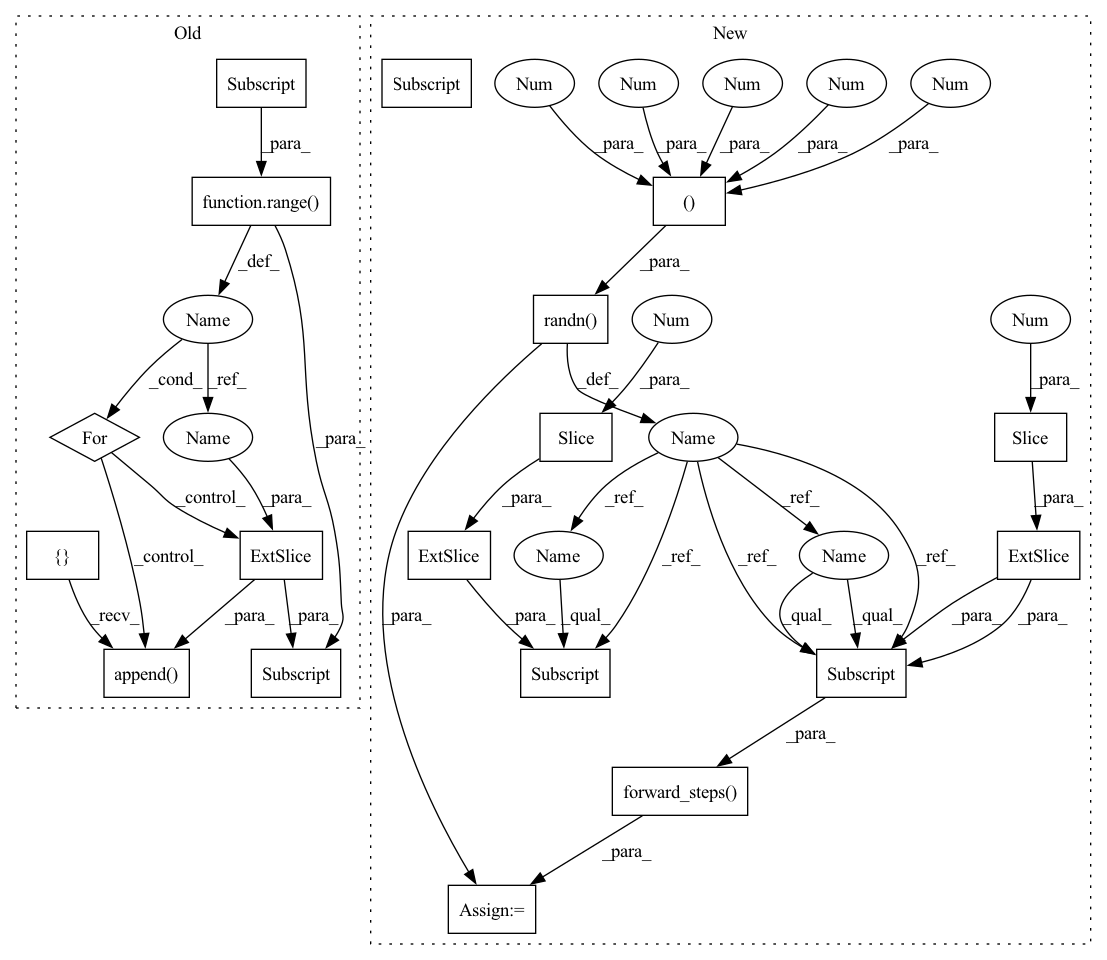 Old
New
Subscript
Subscript
Num
Num
Num
Num
Num
_para_
_para_
_para_
_para_
_para_
_para_
function.range()
()
_def_
_para_
Name
randn()
Num
Num
_cond_
_ref_
_def_
_para_
_para_
For
Name
_para_
Slice
Name
Slice
_control_
_para_
_para_
_ref_
_ref_
_ref_
_ref_
_para_
{}
_control_
ExtSlice
ExtSlice
Name
Name
ExtSlice
_recv_
_para_
_para_
_para_
_para_
_qual_
_qual_
_qual_
_para_
_para_
append()
Subscript
Subscript
Subscript
_para_
forward_steps()
_para_
Assign:=